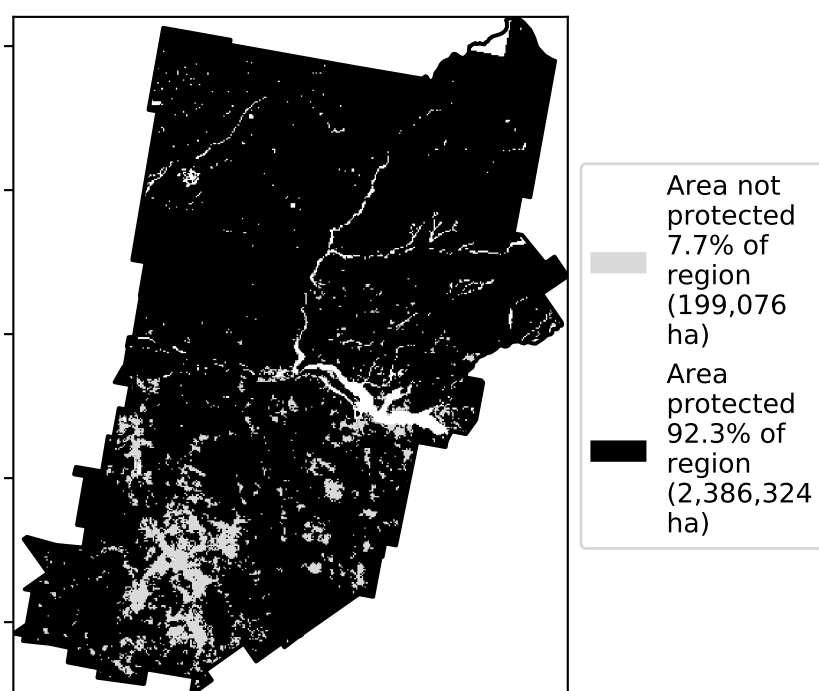 Area not
protected
7.7% of
region
(199,076
ha)
Area
protected
92.3% of
region
(2,386,324
ha)